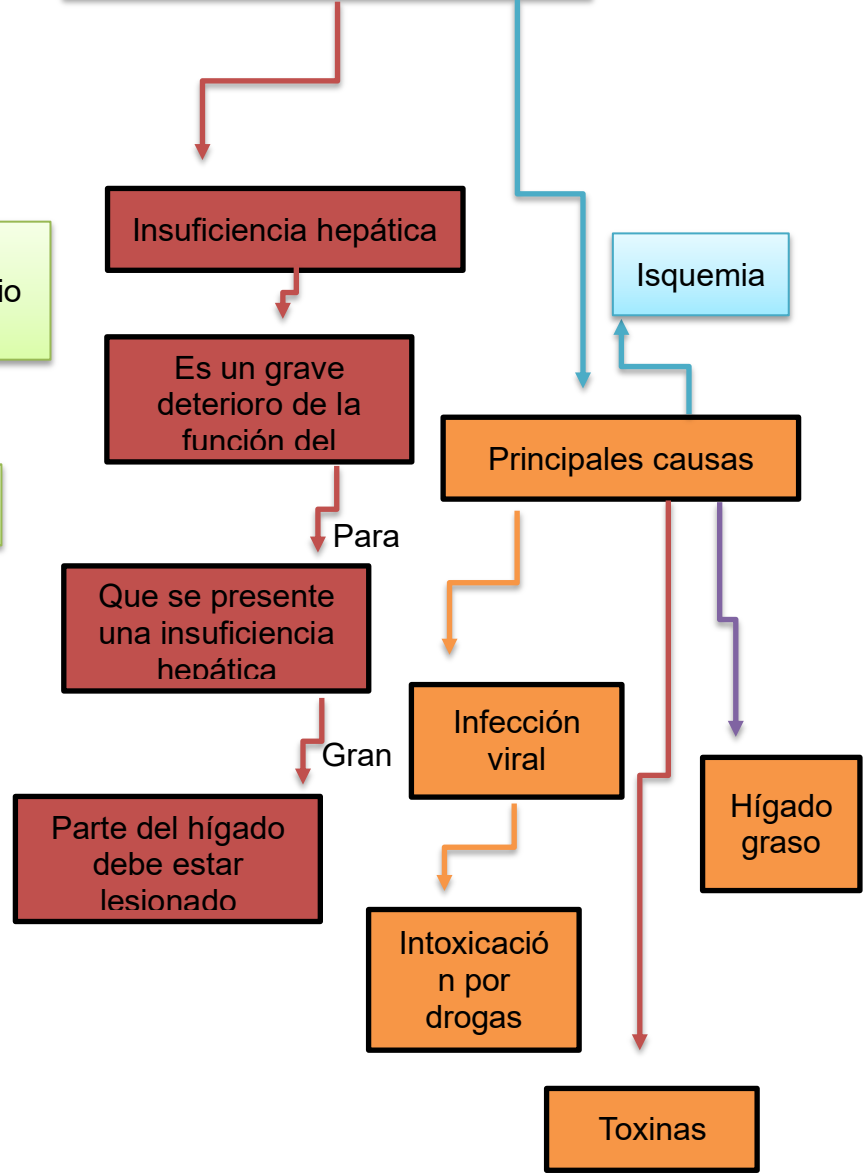 Insuficiencia hepática
Isquemia
io
Es un grave
deterioro de la
función del
Principales causas
Para
Que se presente
una insuficiencia
hepática
Infección
viral
Gran
Hígado
graso
Parte del hígado
debe estar
lesionado
Intoxicació
n por
drogas
Toxinas